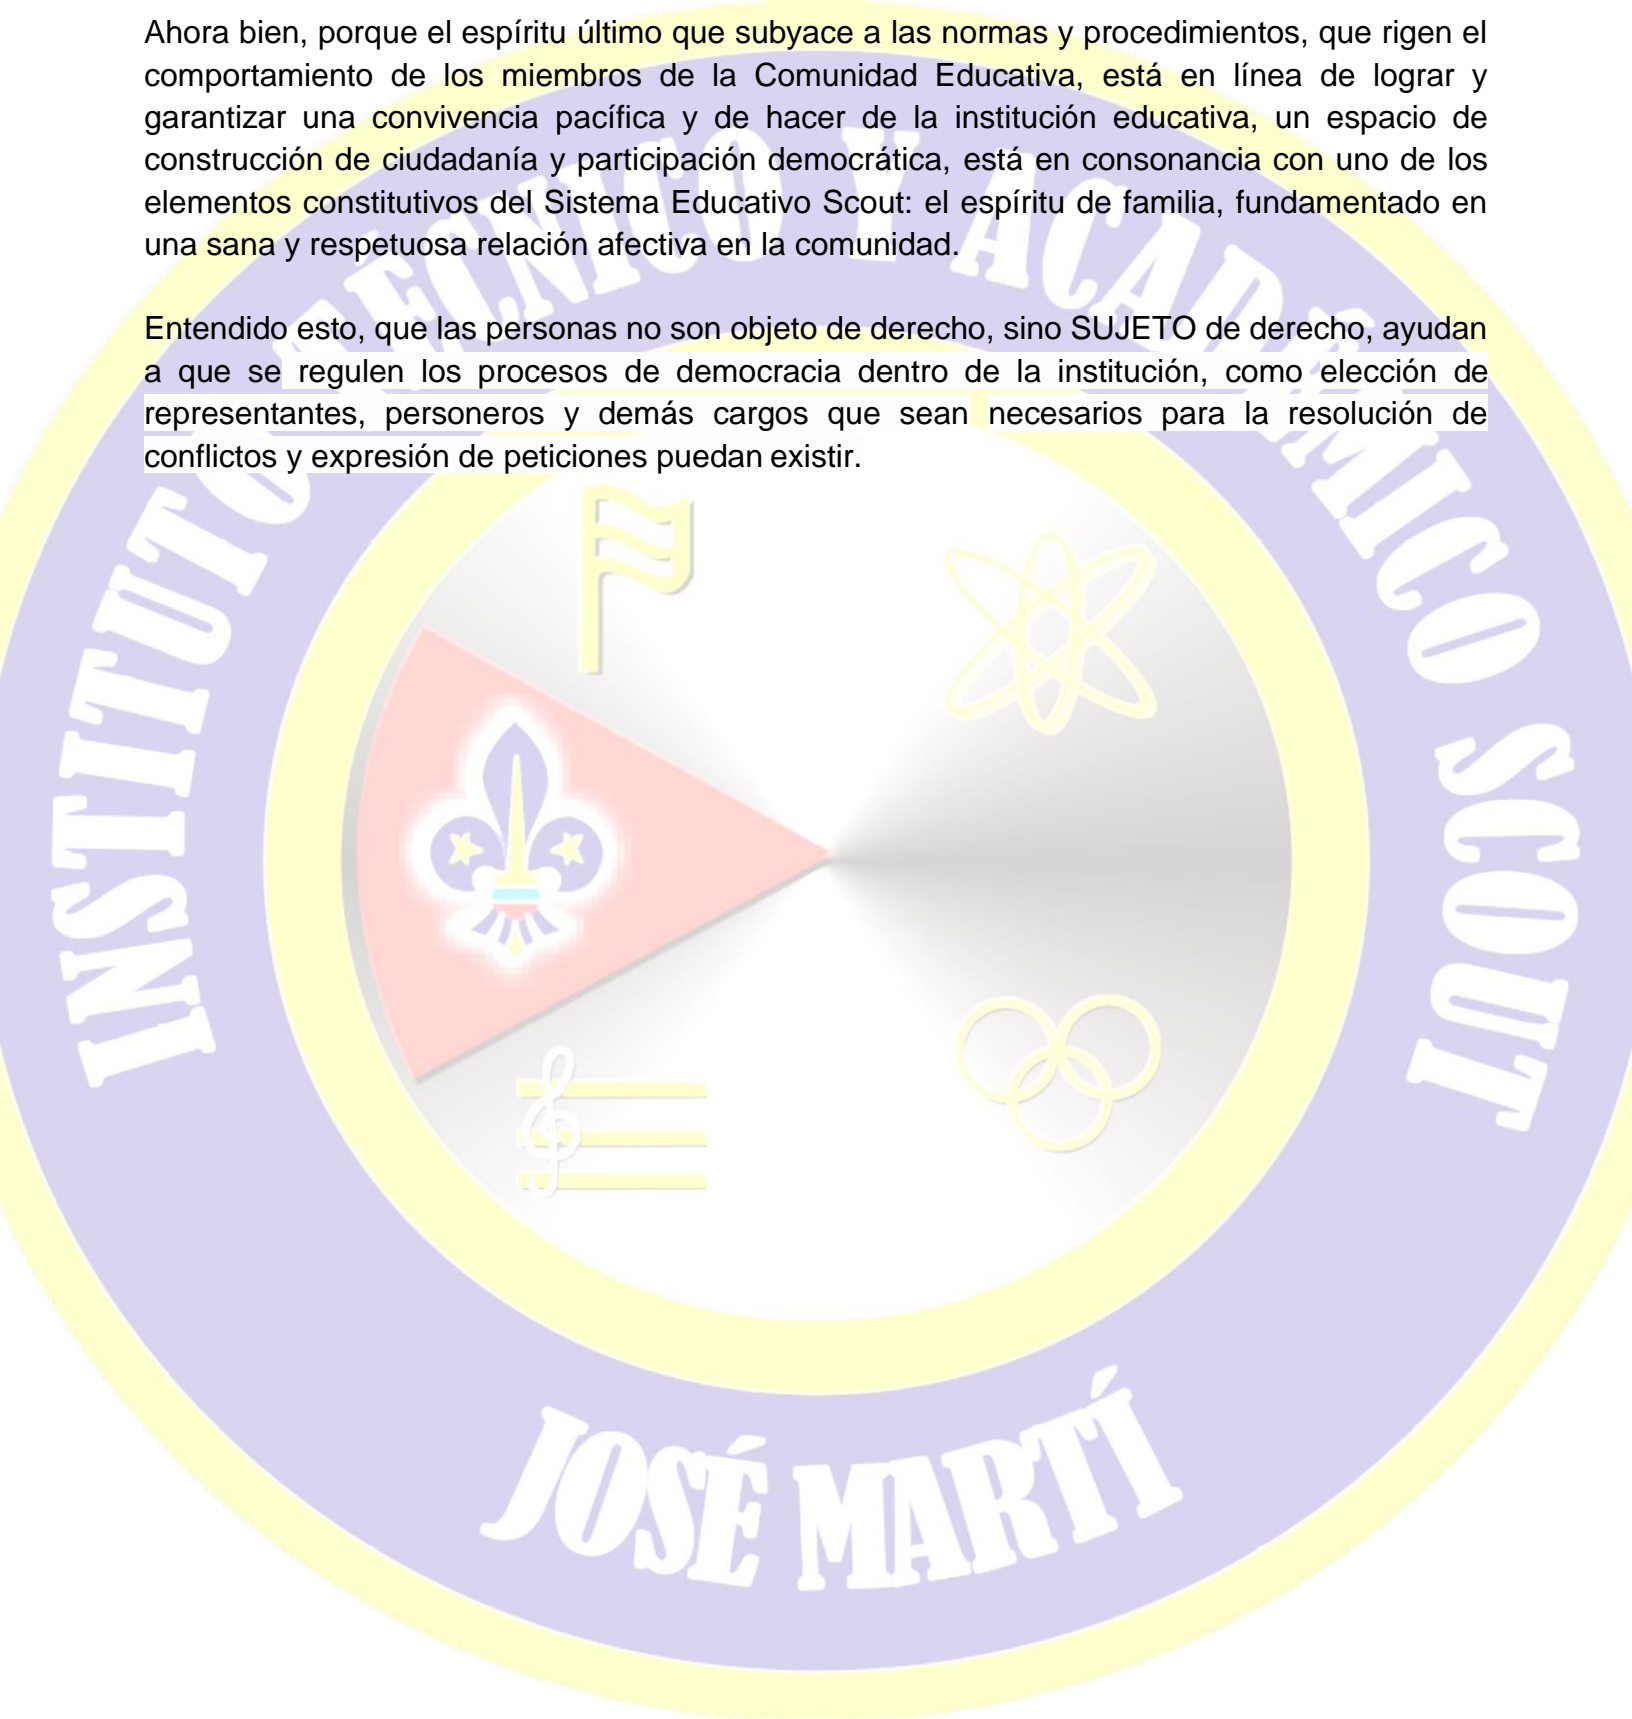 Ahora bien, porque el espíritu último que subyace a las normas y procedimientos, que rigen el
comportamiento de los miembros de la Comunidad Educativa, está en línea de lograr y
garantizar una convivencia pacífica y de hacer de la institución educativa, un espacio de
construcción de ciudadanía y participación democrática, está en consonancia con uno de los
elementos constitutivos del Sistema Educativo Scout: el espíritu de familia, fundamentado en
una sana y respetuosa relación afectiva en la comunidad.
Entendido esto, que las personas no son objeto de derecho, sino SUJETO de derecho, ayudan
a que se regulen los procesos de democracia dentro de la institución, como elección de
representantes, personeros y demás cargos que sean necesarios para la resolución de
conflictos y expresión de peticiones puedan existir.
INSTITUTO TÉCNICO Y ACADÉMICO SCOUT
JOSÉ MARTÍ